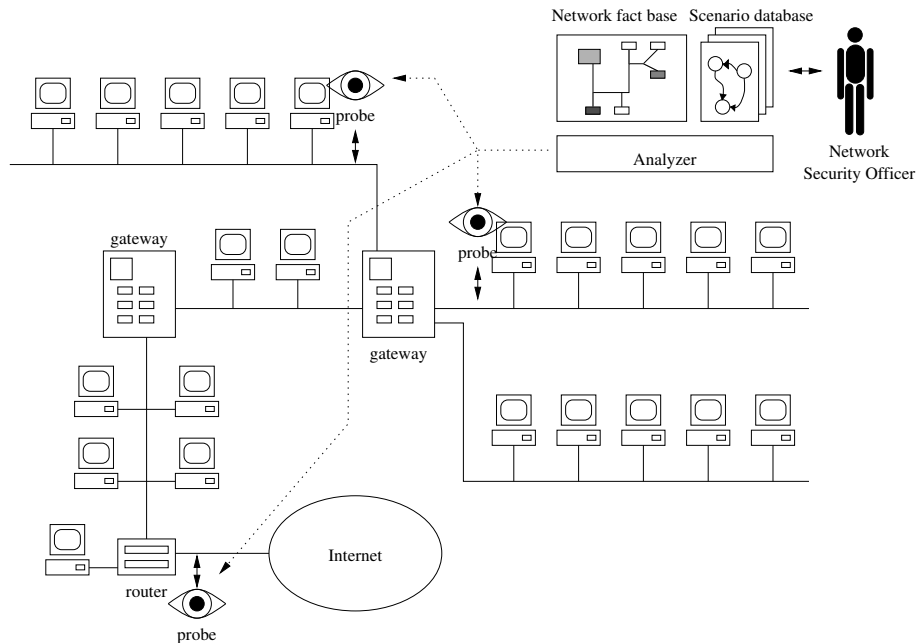 Network fact base
Scenario database
probe
Analyzer
Network
Security Officer
gateway
probe
gateway
Internet
router
probe